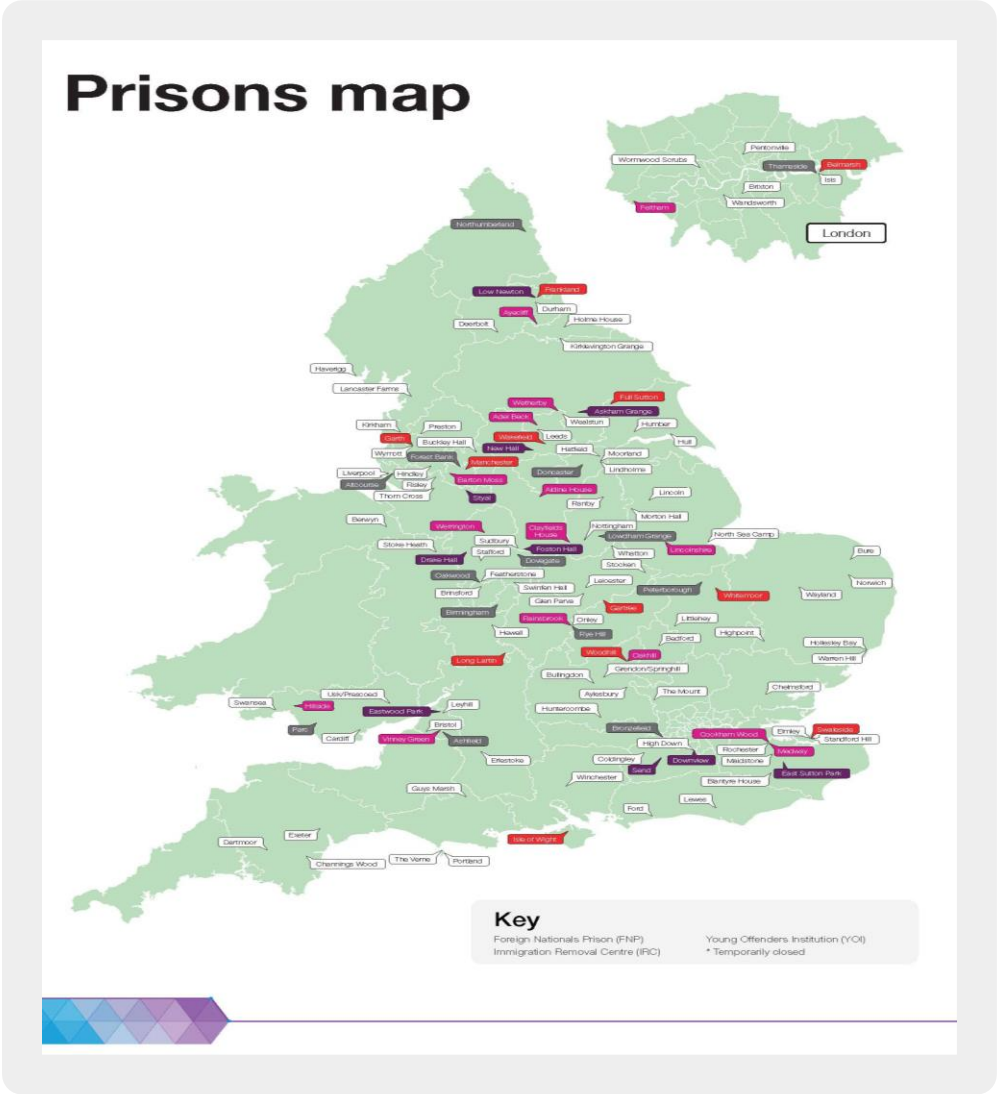 Prisons map
Pentonville
Wormwood Scrubs
Thameside
Belmarsh
Isis
Brixton
Wandsworth
Feltham
London
Northumberland
Low Newton
Frankland
Durham
Aycliff
Holme House
Deerbolt
Kirklevington Grange
Haverigg
Lancaster Farms
Full Sutton
Wetherby
Askham Grange
Adel Beck
Wealstun
Humber
Kirkham
Preston
Garth
Buckley Hall
Wakefield
Leeds
Hull
New Hall
Hatfield
Moorland
Wymott
Forest Bank
Manchester
Lindholme
Liverpool
Hindley
Doncaster
Altcourse
Risley
Barton Moss
Aldine House
Thorn Cross
Styal
Ranby
Lincoln
Morton Hall
Berwyn
Werrington
Clayfields
House
Nottingham
North Sea Camp
Lowdham Grange
Stoke Heath
Sudbury
Foston Hall
Lincolnshire
Bure
Stafford
Whatton
Drake Hall
Dovegate
Stocken
Oakwood
Featherstone
Leicester
Norwich
Brinsford
Swinfen Hall
Peterborough
Whitemoor
Wayland
Glen Parva
Gartree
Birmingham
Rainsbrook
Onley
Littlehey
Hewell
Rye Hill
Bedford
Highpoint
Hollesley Bay
Long Lartin
Woodhill
Oakhill
Warren Hill
Grendon/Springhill
Bullingdon
Chelmsford
Usk/Prescoed
Aylesbury
The Mount
Swansea
Hillside
Leyhill
Eastwood Park
Huntercombe
Parc
Cardiff
Bristol
Bronzefield
Cookham Wood
Elmley
Swaleside
Vinney Green
Ashfield
High Down
Rochester
Medway
Standford Hill
Erlestoke
Coldingley
Downview
Maidstone
Send
East Sutton Park
Winchester
Blantyre House
Guys Marsh
Ford
Lewes
Isle of Wight
Dartmoor
Exeter
Channings Wood
The Verne
Portland
Key
Foreign Nationals Prison (FNP)
Young Offenders Institution (YOI)
Immigration Removal Centre (IRC)
* Temporarily closed